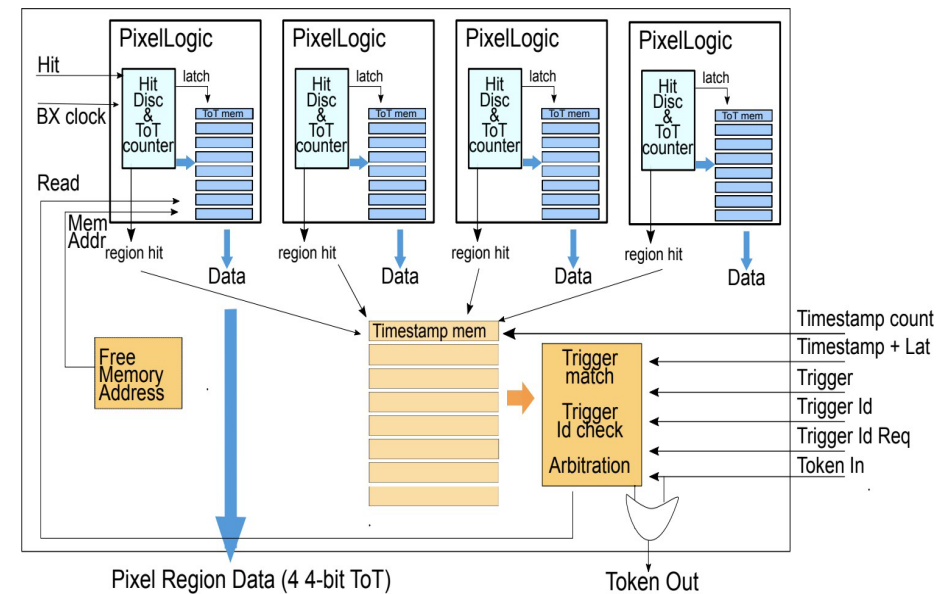 PixelLogic
PixelLogic
PixelLogic
PixelLogic
Hit
BX clock
Read
Mem
Addr
Hit
Disc
&
ToT
counter
latch
ToT mem
Hit
Disc
&
ToT
counter
latch
ToT mem
Hit
Disc
&
ToT
counter
latch
ToT mem
Hit
Disc
&
ToT
counter
latch
ToT mem
region hit
Data
region hit
Data
region hit
Data
region hit
Data
Timestamp mem
Free
Memory
Address
Trigger
match
Trigger
Id check
Arbitration
Timestamp count
Timestamp + Lat
Trigger
Trigger Id
Trigger Id Req
Token In
Pixel Region Data (4 4-bit ToT)
Token Out